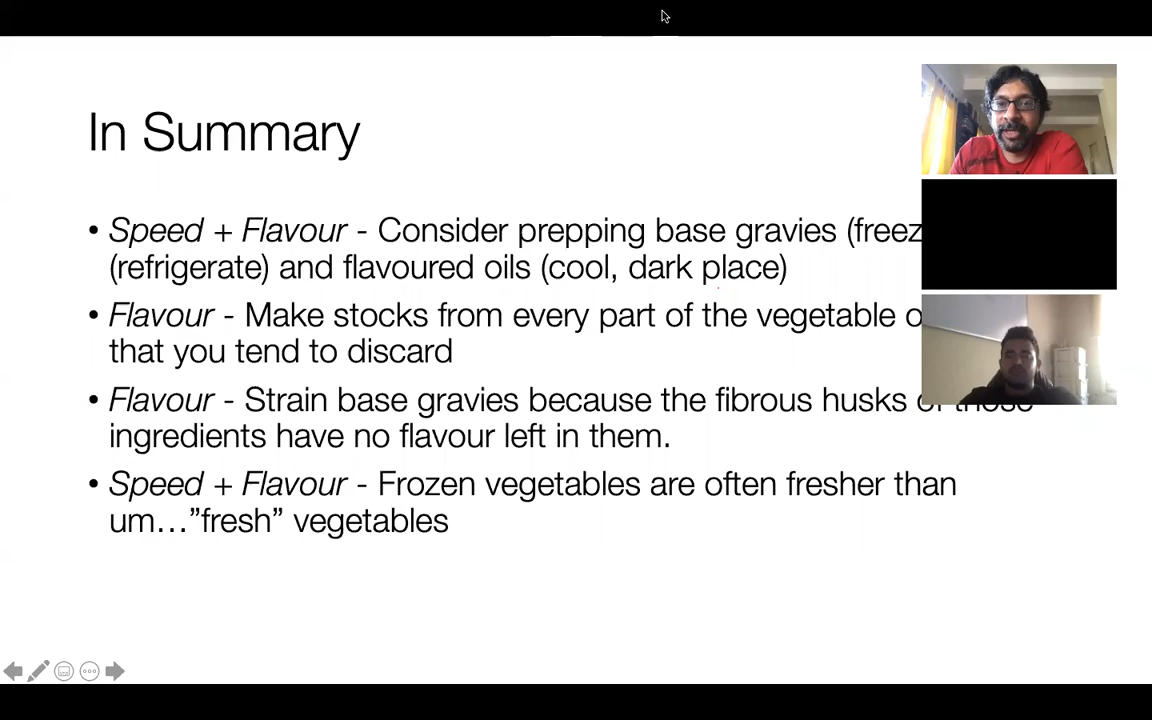 In Summary
• Speed + Flavour - Consider prepping base gravies (freez
(refrigerate) and flavoured oils (cool, dark place)
• Flavour - Make stocks from every part of the vegetable
that you tend to discard
• Flavour - Strain base gravies because the fibrous husks
ingredients have no flavour left in them.
• Speed + Flavour - Frozen vegetables are often fresher than
um…”fresh” vegetables